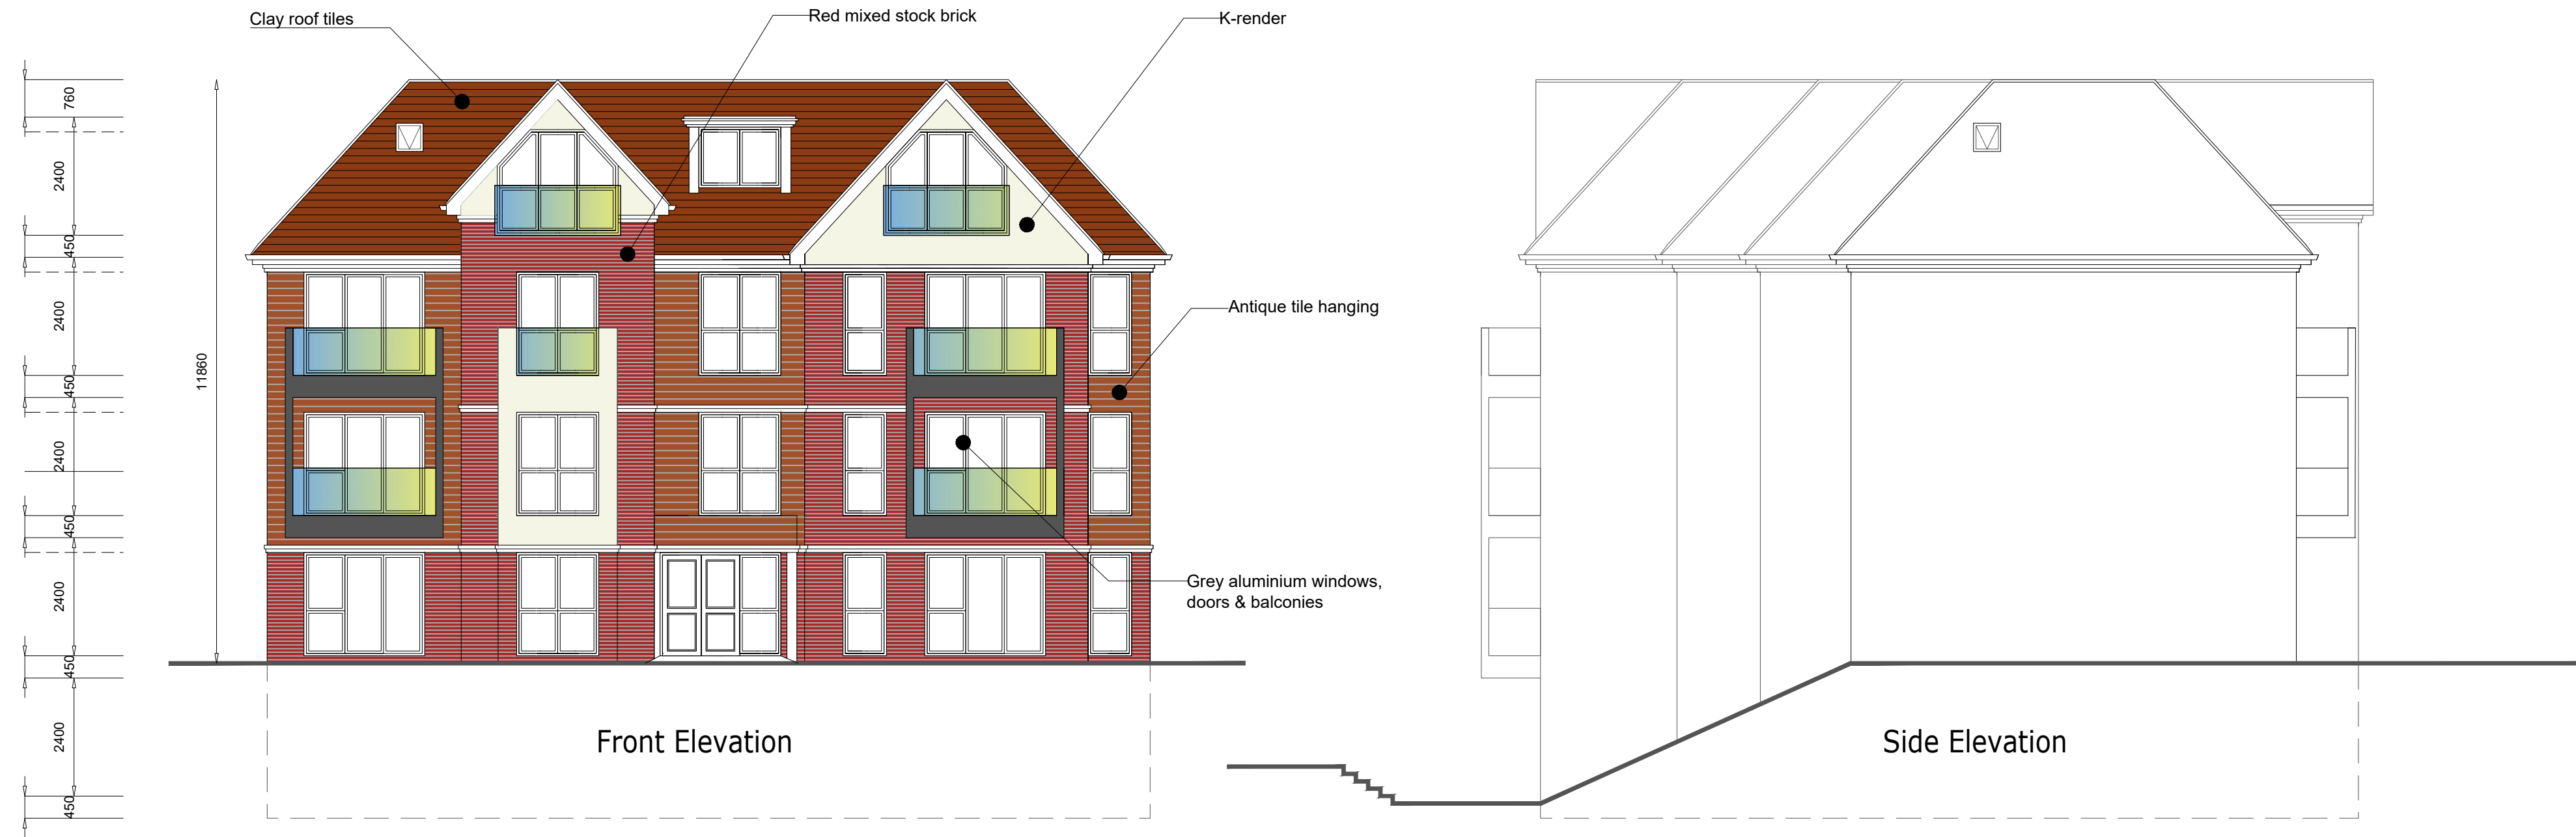 Clay roof tiles
Red mixed stock brick
K-render
760
2400
450
2400
450
2400
450
2400
450
2400
450
11860
Antique tile hanging
Grey aluminium windows,
doors & balconies
Front Elevation
Side Elevation